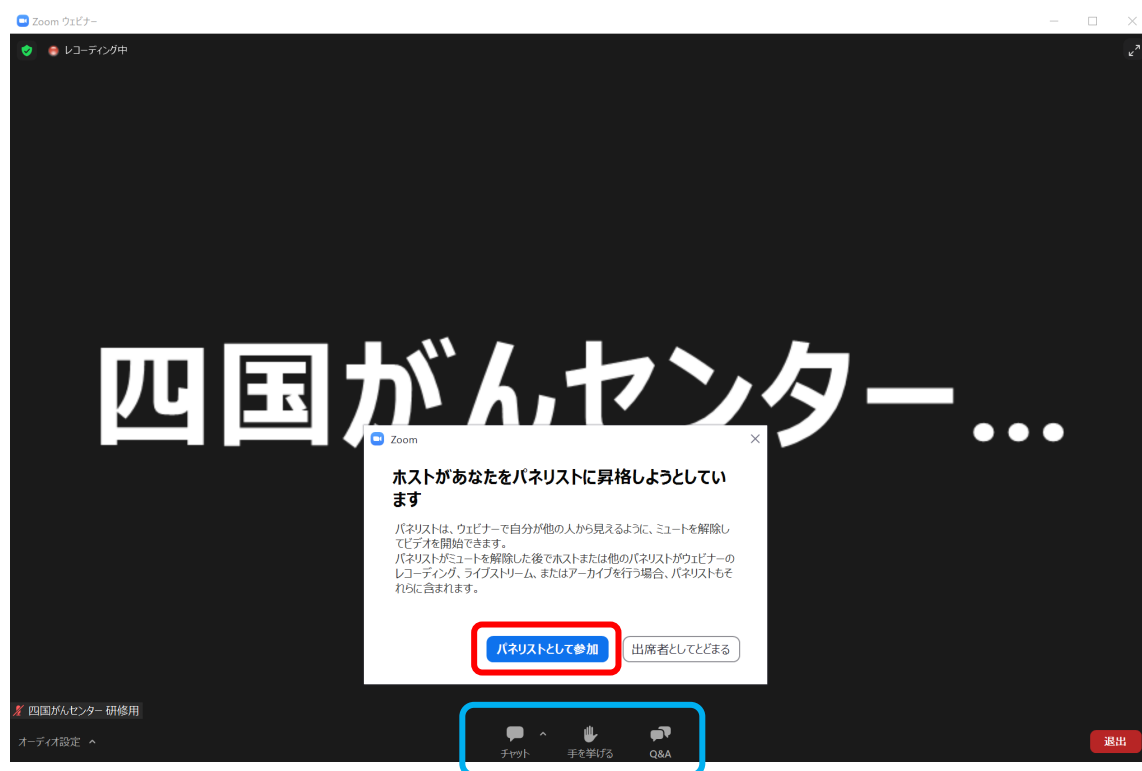 Zoom ウェビナー
レコーディング中
四国がんセンター...
Zoom
ホストがあなたをパネリストに昇格しようとしてい
ます
パネリストは、ウェビナーで自分が他の人から見えるように、ミュートを解除し
てビデオを開始できます。
パネリストがミュートを解除した後でホストまたは他のパネリストがウェビナーの
レコーディング、ライブストリーム、またはアーカイブを行う場合、パネリストもそ
れらに含まれます。
パネリストとして参加 出席者としてとどまる
四国がんセンター 研修用
オーディオ設定 チャット 手を挙げる Q&A 退出